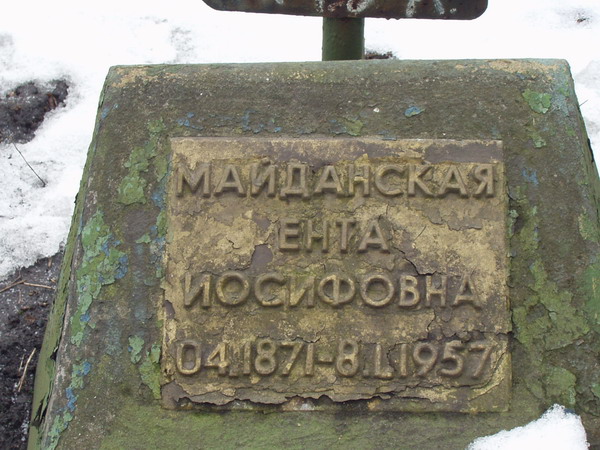 МАЙДАНСКАЯ
ЕНТА
ИОСИФОВНА
04.1871-8.I.1957